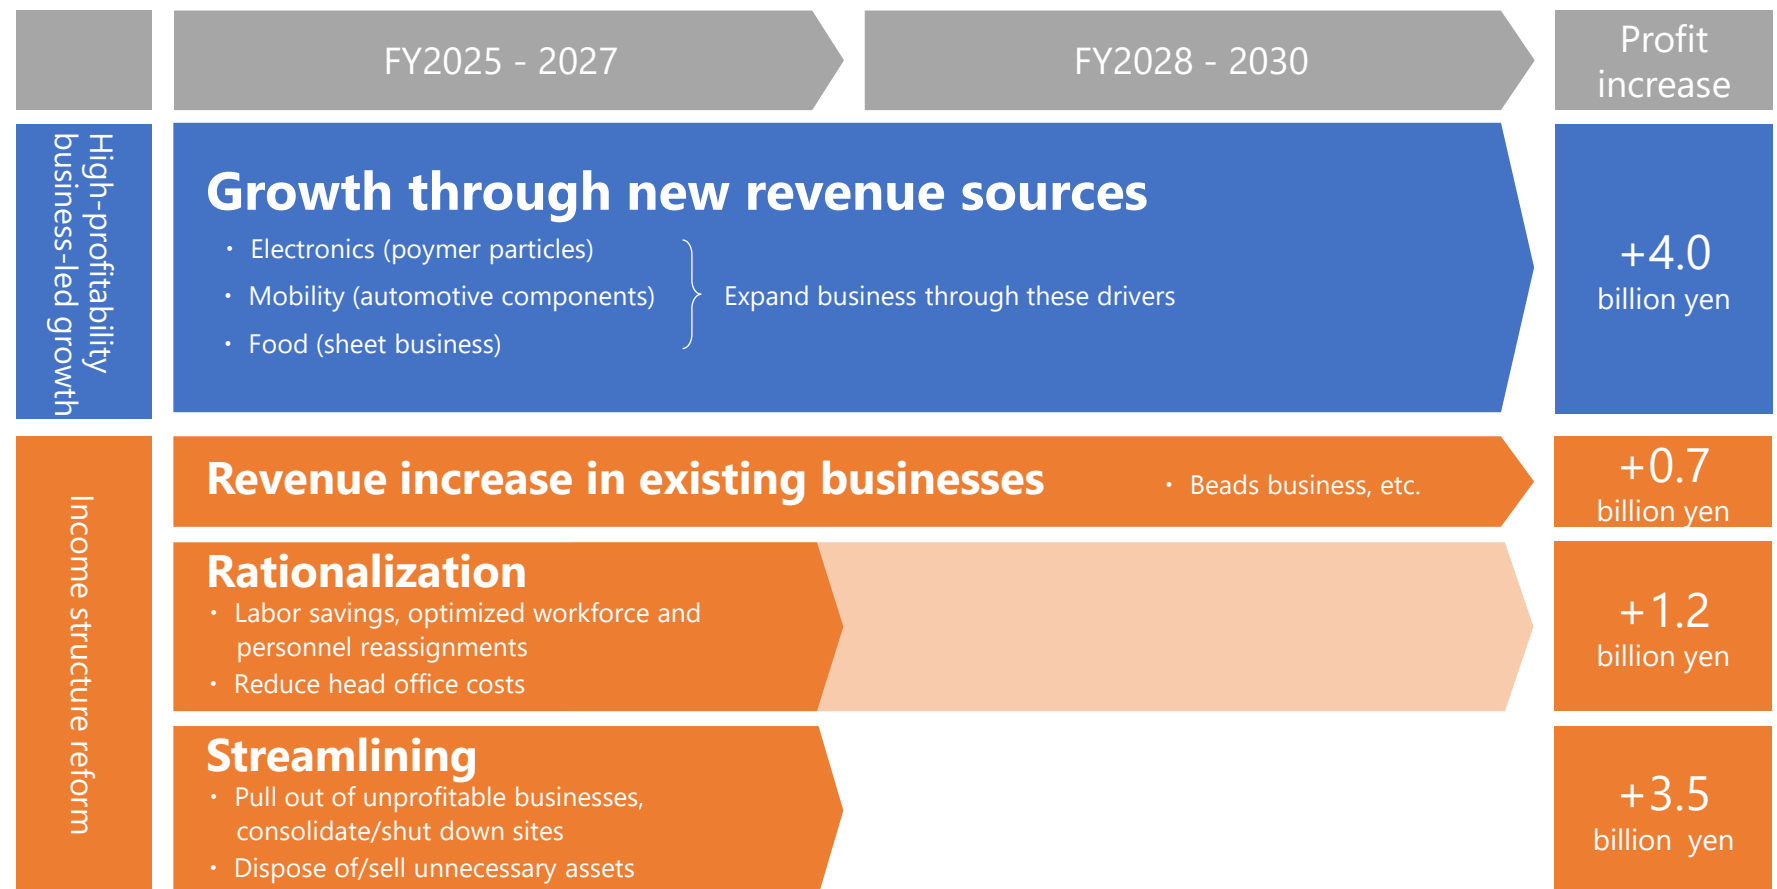 FY2025 - 2027
FY2028 - 2030
Profit
increase
High-profitability
business-led growth
Growth through new revenue sources
・ Electronics (poymer particles)
・ Mobility (automotive components)
・ Food (sheet business)
Expand business through these drivers
+4.0
billion yen
Income structure reform
Revenue increase in existing businesses
・ Beads business, etc.
+0.7
billion yen
Rationalization
・ Labor savings, optimized workforce and
personnel reassignments
・ Reduce head office costs
+1.2
billion yen
Streamlining
・ Pull out of unprofitable businesses,
consolidate/shut down sites
・ Dispose of/sell unnecessary assets
+3.5
billion yen